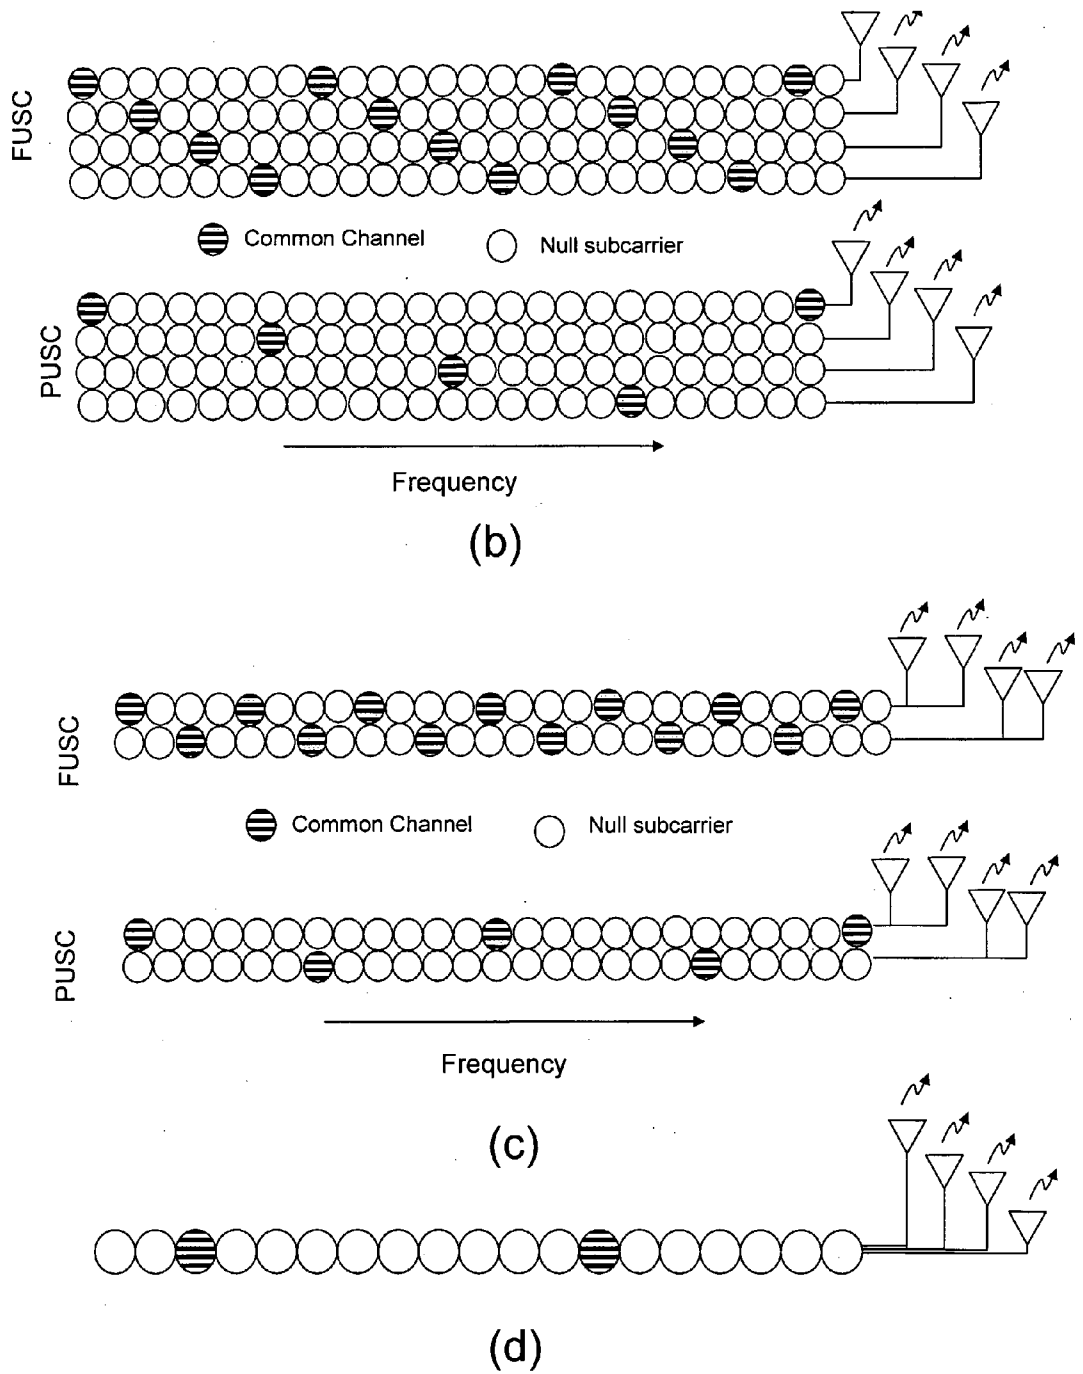 FUSC
Common Channel
Null subcarrier
PUSC
Frequency
(b)
FUSC
Common Channel
Null subcarrier
PUSC
Frequency
(c)
(d)